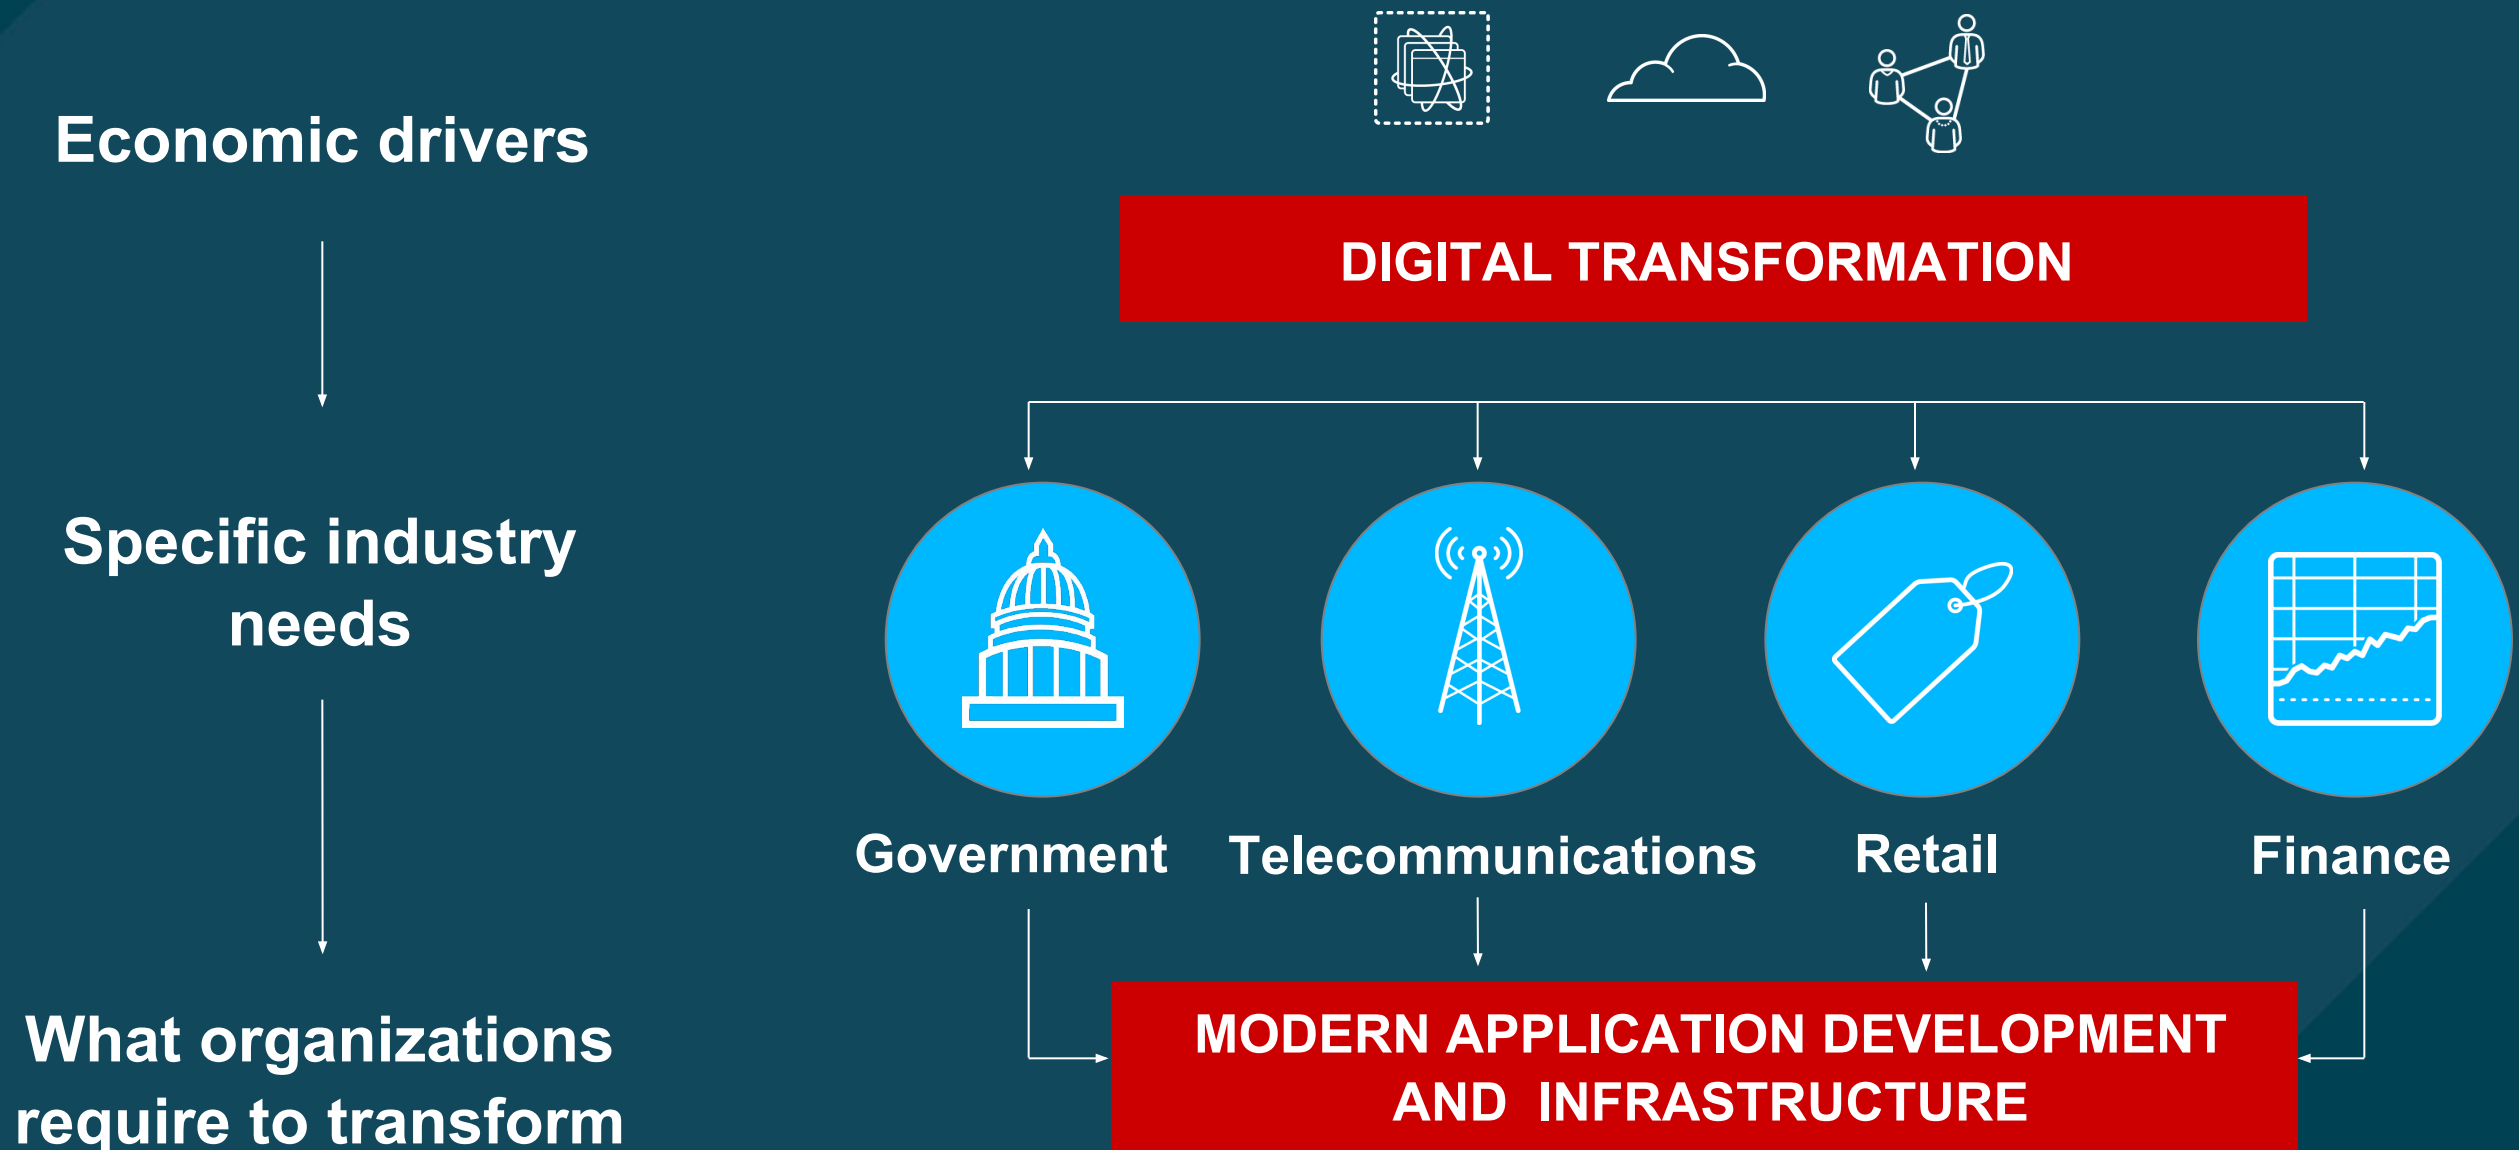 Economic drivers
DIGITAL TRANSFORMATION
Specific industry
needs
Government
Telecommunications
Retail
Finance
What organizations
require to transform
MODERN APPLICATION DEVELOPMENT
AND INFRASTRUCTURE